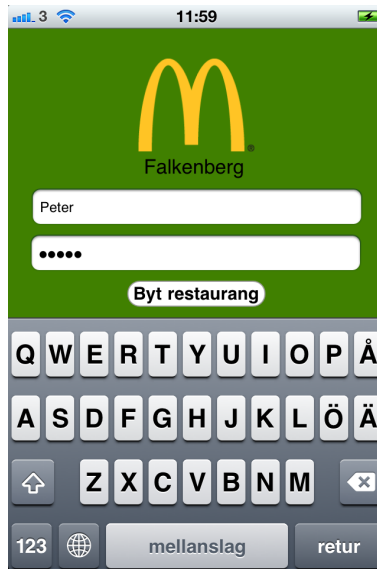 3 11:59
®
Falkenberg
Peter
•••••
Byt restaurang
Q W E R T Y U I O P Å
A S D F G H J K L Ö Ä
Z X C V B N M
123 mellanslag retur